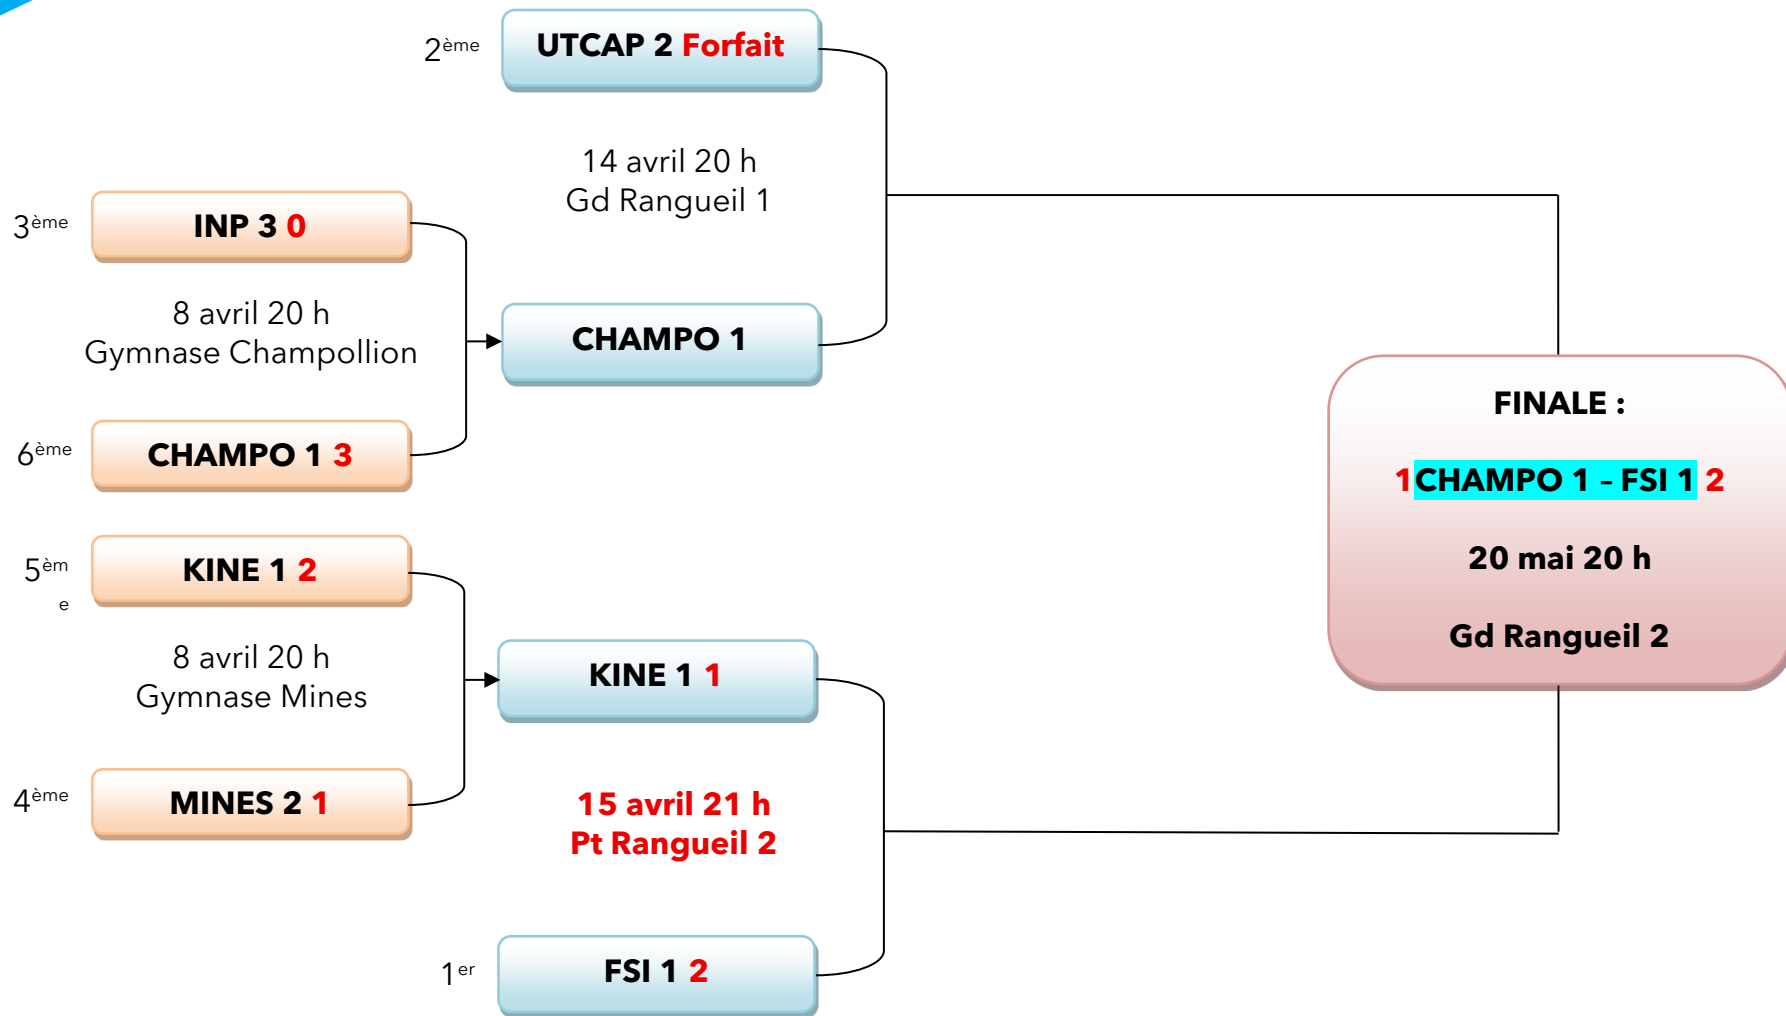 2ème
UTCAP 2 Forfait
14 avril 20 h
Gd Rangueil 1
3ème
INP 3 0
8 avril 20 h
Gymnase Champollion
CHAMPO 1
6ème
CHAMPO 1 3
FINALE :
1CHAMPO 1 – FSI 1 2
20 mai 20 h
Gd Rangueil 2
5èm
e
KINE 1 2
8 avril 20 h
Gymnase Mines
KINE 1 1
4ème
MINES 2 1
15 avril 21 h
Pt Rangueil 2
1er
FSI 1 2